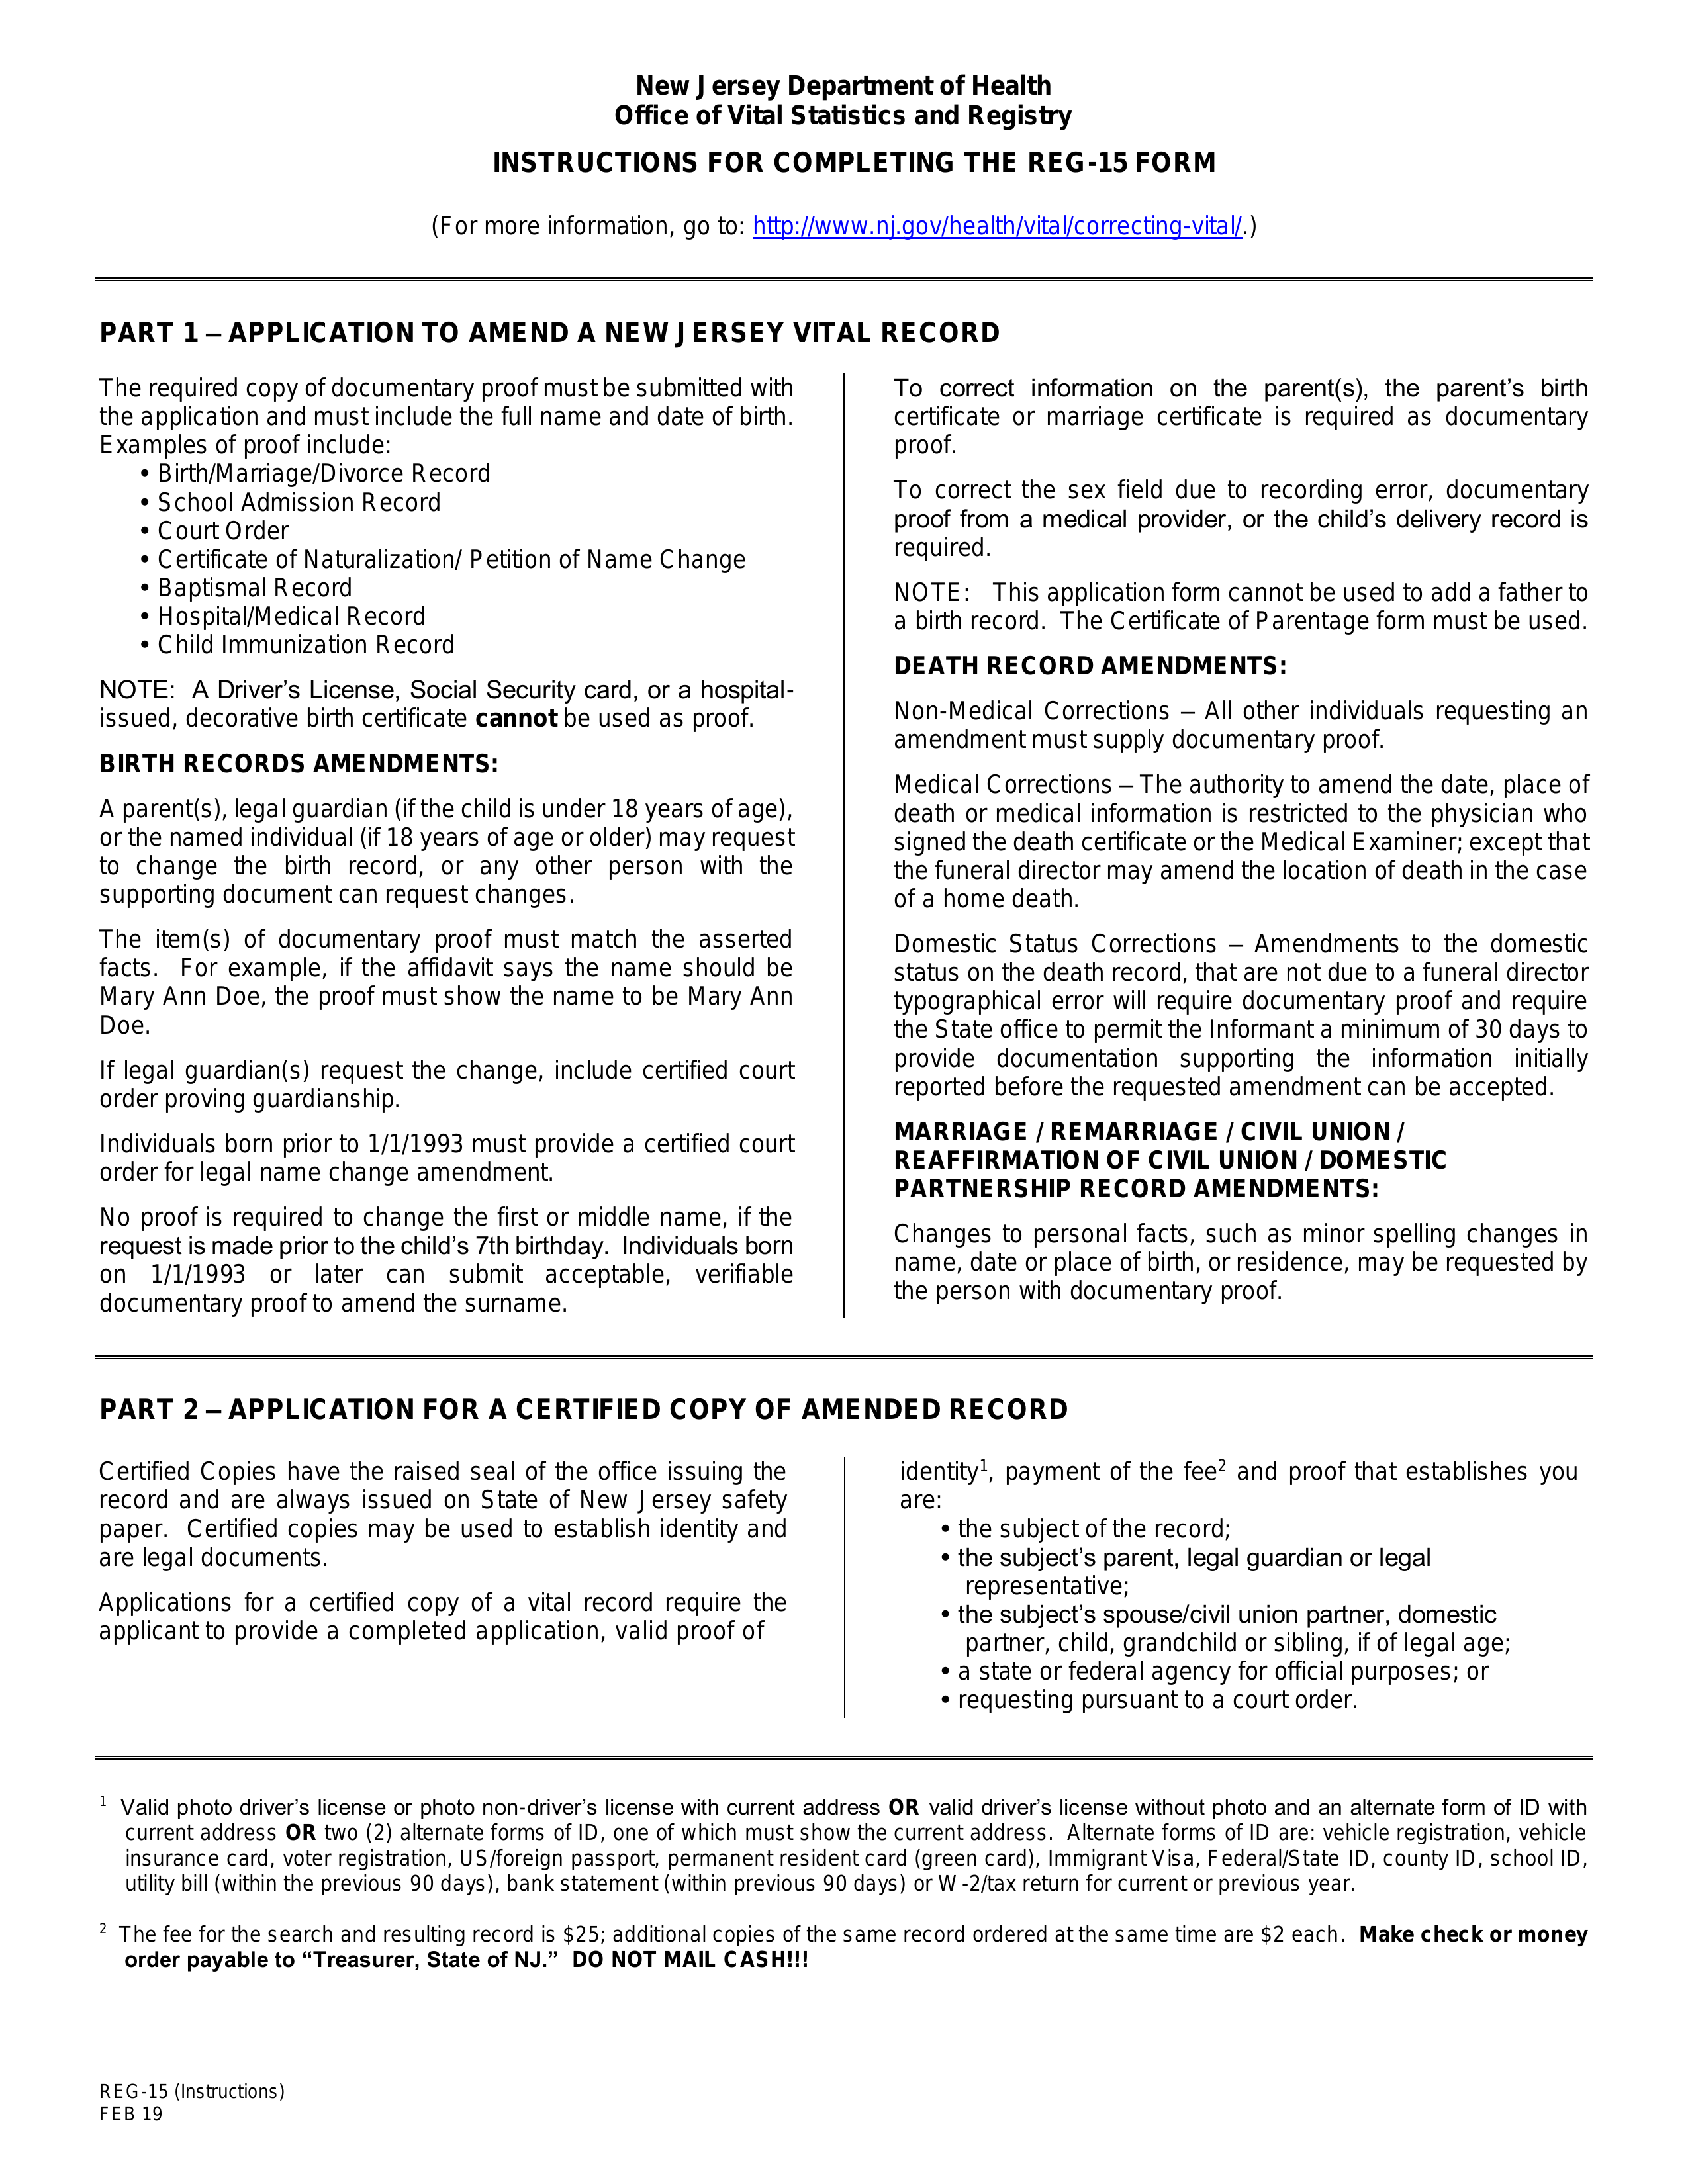 New Jersey Department of Health
Office of Vital Statistics and Registry
INSTRUCTIONS FOR COMPLETING THE REG-15 FORM
(For more information, go to: http://www.nj.gov/health/vital/correcting-vital/.)
PART 1 – APPLICATION TO AMEND A NEW JERSEY VITAL RECORD
The required copy of documentary proof must be submitted with
the application and must include the full name and date of birth.
Examples of proof include:
• Birth/Marriage/Divorce Record
• School Admission Record
• Court Order
• Certificate of Naturalization/ Petition of Name Change
• Baptismal Record
• Hospital/Medical Record
• Child Immunization Record
NOTE: A Driver’s License, Social Security card, or a hospital-
issued, decorative birth certificate cannot be used as proof.
BIRTH RECORDS AMENDMENTS:
A parent(s), legal guardian (if the child is under 18 years of age),
or the named individual (if 18 years of age or older) may request
to change the birth record, or any other person with the
supporting document can request changes.
The item(s) of documentary proof must match the asserted
facts. For example, if the affidavit says the name should be
Mary Ann Doe, the proof must show the name to be Mary Ann
Doe.
If legal guardian(s) request the change, include certified court
order proving guardianship.
Individuals born prior to 1/1/1993 must provide a certified court
order for legal name change amendment.
No proof is required to change the first or middle name, if the
request is made prior to the child’s 7th birthday. Individuals born
on 1/1/1993 or later can submit acceptable, verifiable
documentary proof to amend the surname.
To correct information on the parent(s), the parent’s birth
certificate or marriage certificate is required as documentary
proof.
To correct the sex field due to recording error, documentary
proof from a medical provider, or the child’s delivery record is
required.
NOTE: This application form cannot be used to add a father to
a birth record. The Certificate of Parentage form must be used.
DEATH RECORD AMENDMENTS:
Non-Medical Corrections – All other individuals requesting an
amendment must supply documentary proof.
Medical Corrections – The authority to amend the date, place of
death or medical information is restricted to the physician who
signed the death certificate or the Medical Examiner; except that
the funeral director may amend the location of death in the case
of a home death.
Domestic Status Corrections – Amendments to the domestic
status on the death record, that are not due to a funeral director
typographical error will require documentary proof and require
the State office to permit the Informant a minimum of 30 days to
provide documentation supporting the information initially
reported before the requested amendment can be accepted.
MARRIAGE / REMARRIAGE / CIVIL UNION /
REAFFIRMATION OF CIVIL UNION / DOMESTIC
PARTNERSHIP RECORD AMENDMENTS:
Changes to personal facts, such as minor spelling changes in
name, date or place of birth, or residence, may be requested by
the person with documentary proof.
PART 2 – APPLICATION FOR A CERTIFIED COPY OF AMENDED RECORD
Certified Copies have the raised seal of the office issuing the
record and are always issued on State of New Jersey safety
paper. Certified copies may be used to establish identity and
are legal documents.
Applications for a certified copy of a vital record require the
applicant to provide a completed application, valid proof of
identity¹, payment of the fee² and proof that establishes you
are:
• the subject of the record;
• the subject’s parent, legal guardian or legal
representative;
• the subject’s spouse/civil union partner, domestic
partner, child, grandchild or sibling, if of legal age;
• a state or federal agency for official purposes; or
• requesting pursuant to a court order.
¹ Valid photo driver’s license or photo non-driver’s license with current address OR valid driver’s license without photo and an alternate form of ID with
current address OR two (2) alternate forms of ID, one of which must show the current address. Alternate forms of ID are: vehicle registration, vehicle
insurance card, voter registration, US/foreign passport, permanent resident card (green card), Immigrant Visa, Federal/State ID, county ID, school ID,
utility bill (within the previous 90 days), bank statement (within previous 90 days) or W-2/tax return for current or previous year.
² The fee for the search and resulting record is $25; additional copies of the same record ordered at the same time are $2 each. Make check or money
order payable to “Treasurer, State of NJ.” DO NOT MAIL CASH!!!
REG-15 (Instructions)
FEB 19